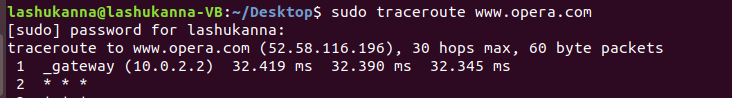 lashukanna@lashukanna-VB:~/Desktop$ sudo traceroute www.opera.com
[sudo] password for lashukanna:
traceroute to www.opera.com (52.58.116.196), 30 hops max, 60 byte packets
 1  _gateway (10.0.2.2)  32.419 ms  32.390 ms  32.345 ms
 2  * * *